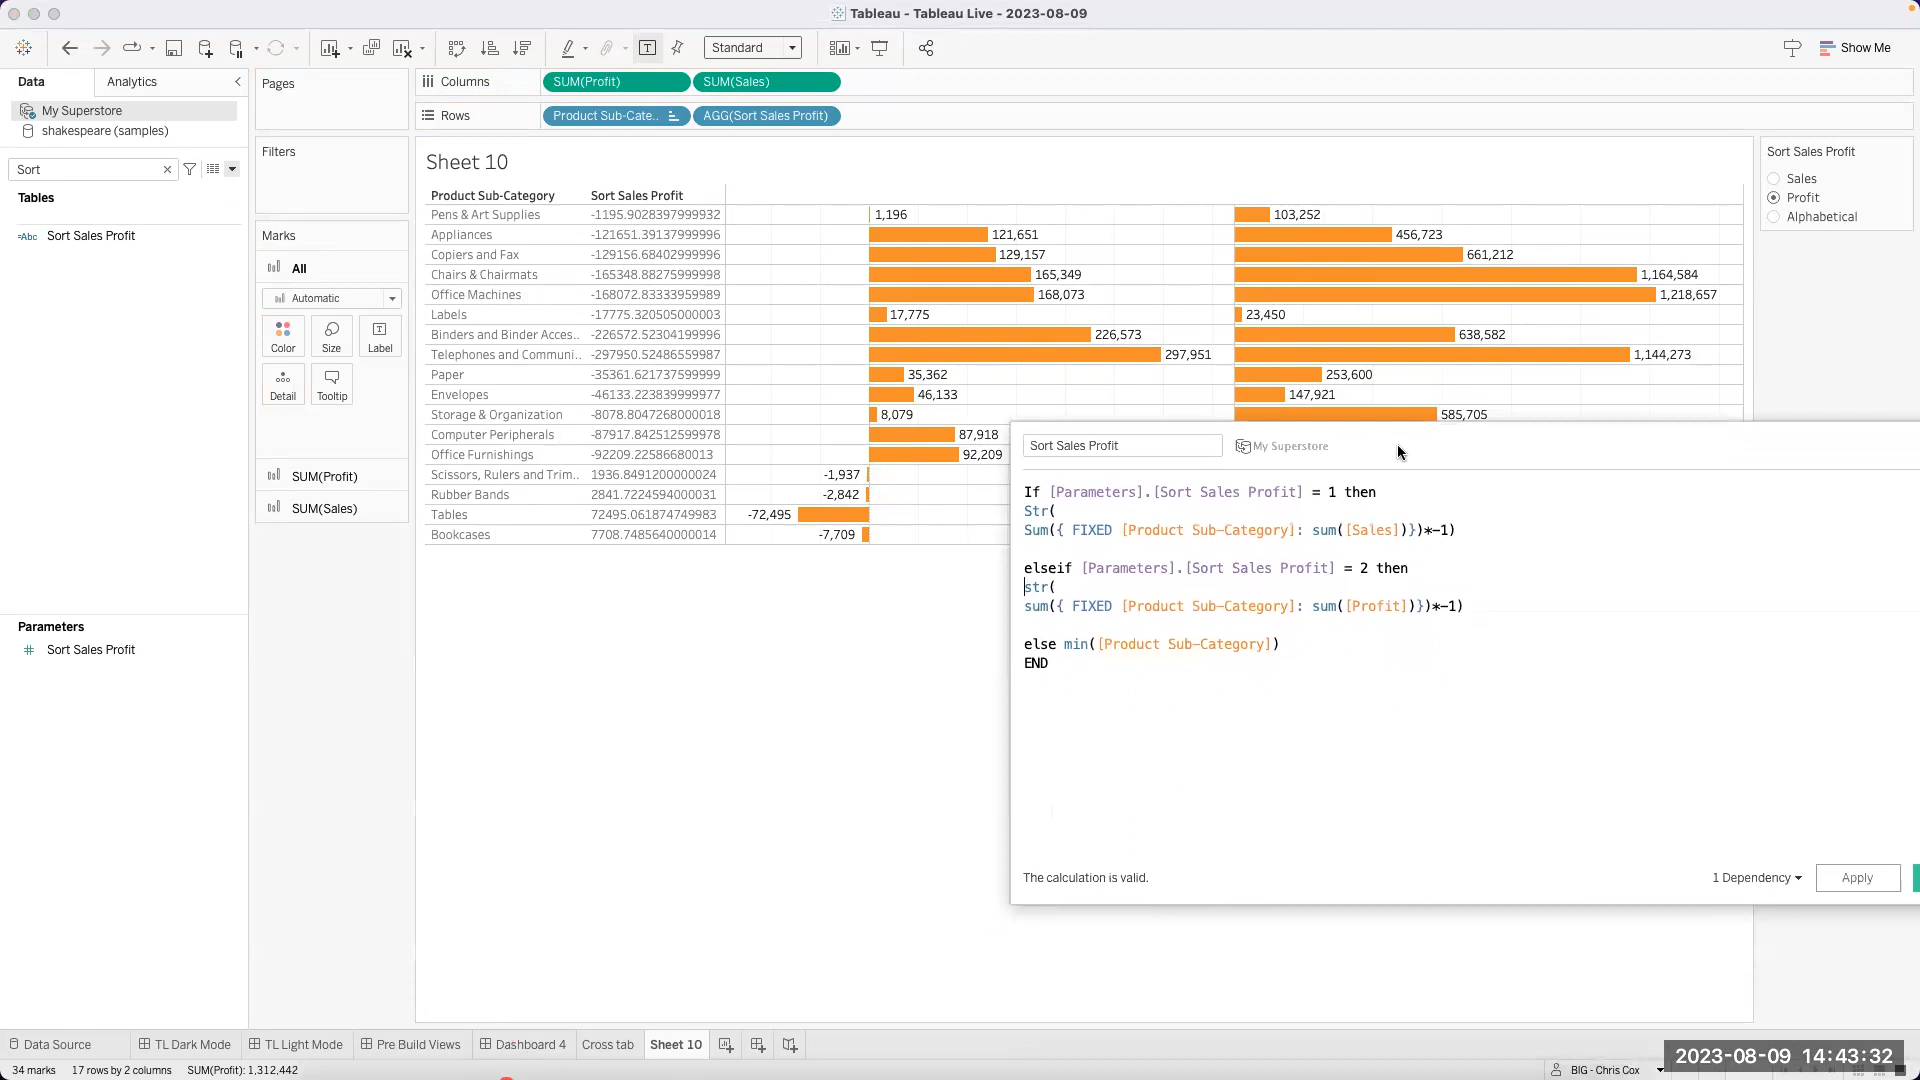 Tableau - Tableau Live - 2023-08-09
Standard
Show Me
Data
Analytics
Pages
Columns
SUM(Profit)
SUM(Sales)
My Superstore
shakespeare (samples)
Rows
Product Sub-Cate..
AGG(Sort Sales Profit)
Filters
Sort
Tables
Sort Sales Profit
Marks
All
Automatic
Color
Size
Label
Detail
Tooltip
SUM(Profit)
SUM(Sales)
Parameters
Sort Sales Profit
Sheet 10
Product Sub-Category Sort Sales Profit
Pens & Art Supplies -1195.9028397999932 1,196 103,252
Appliances -121651.39137999996 121,651 456,723
Copiers and Fax -129156.68402999996 129,157 661,212
Chairs & Chairmats -165348.88275999998 165,349 1,164,584
Office Machines -168072.83333959989 168,073 1,218,657
Labels -17775.320505000003 17,775 23,450
Binders and Binder Acces.. -226572.52304199996 226,573 638,582
Telephones and Communi.. -297950.52486559987 297,951 1,144,273
Paper -35361.621737599999 35,362 253,600
Envelopes -46133.223839999977 46,133 147,921
Storage & Organization -8078.8047268000018 8,079 585,705
Computer Peripherals -87917.842512599978 87,918
Office Furnishings -92209.22586680013 92,209
Scissors, Rulers and Trim.. 1936.8491200000024 -1,937
Rubber Bands 2841.7224594000031 -2,842
Tables 72495.061874749983 -72,495
Bookcases 7708.7485640000014 -7,709
Sort Sales Profit
Sales
Profit
Alphabetical
Sort Sales Profit
My Superstore
If [Parameters].[Sort Sales Profit] = 1 then
Str(
Sum({ FIXED [Product Sub-Category]: sum([Sales])})*-1)
elseif [Parameters].[Sort Sales Profit] = 2 then
str(
sum({ FIXED [Product Sub-Category]: sum([Profit])})*-1)
else min([Product Sub-Category])
END
The calculation is valid.
1 Dependency
Apply
Data Source
TL Dark Mode
TL Light Mode
Pre Build Views
Dashboard 4
Cross tab
Sheet 10
34 marks
17 rows by 2 columns
SUM(Profit): 1,312,442
BIG - Chris Cox
2023-08-09 14:43:32